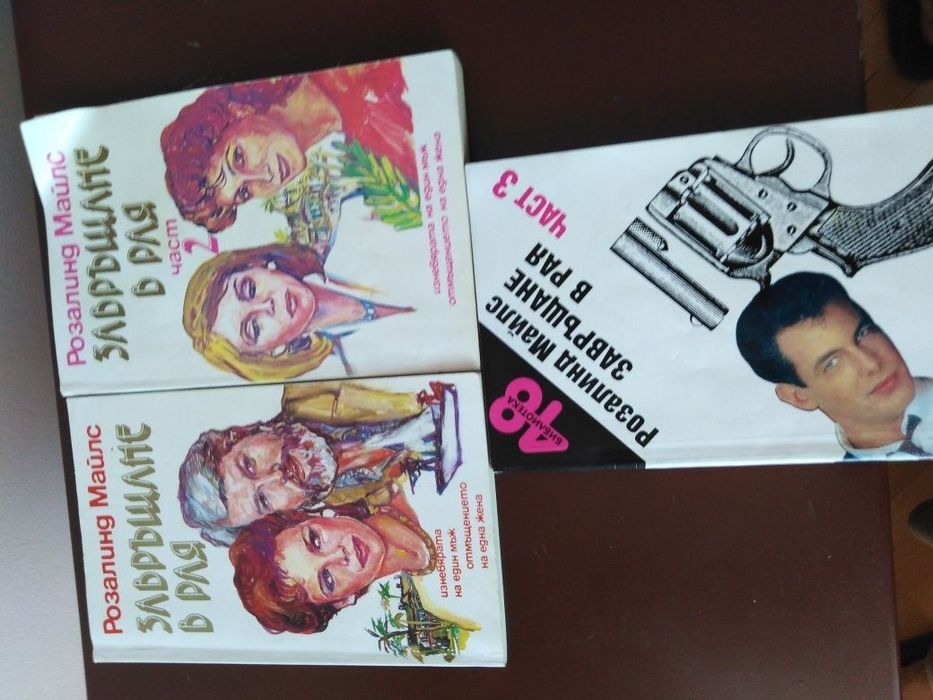 Розалинд Майлс
ЗАВРЪЩАНЕ
В РАЯ
част
2
изневярата на един мъж
отмъщението на една жена
Розалинд Майлс
ЗАВРЪЩАНЕ
В РАЯ
изневярата
на един мъж
отмъщението
на една жена
БИБЛИОТЕКА
48
Розалинд Майлс
ЗАВРЪЩАНЕ
В РАЯ
ЧАСТ 3